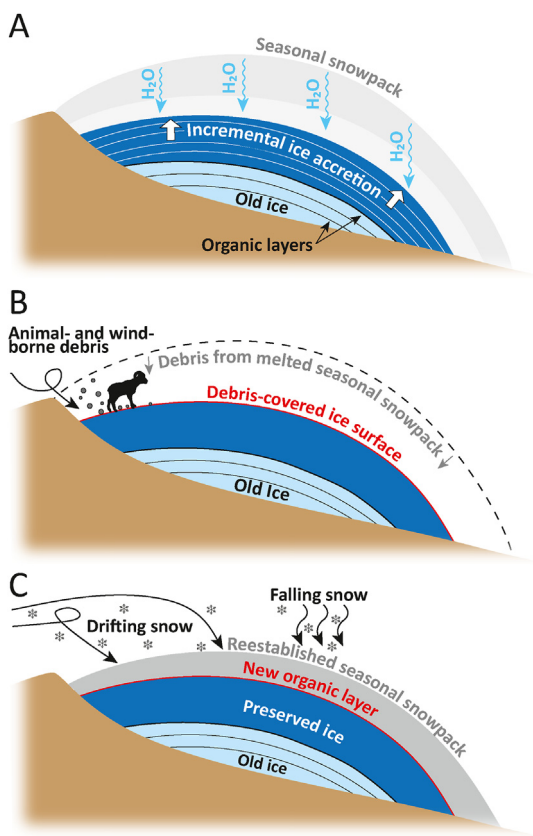 A
Seasonal snowpack
H₂O
H₂O
H₂O
H₂O
Incremental ice accretion
Old ice
Organic layers
B
Animal- and wind-
borne debris
Debris from melted seasonal snowpack
Debris-covered ice surface
Old Ice
C
Falling snow
Drifting snow
Reestablished seasonal snowpack
New organic layer
Preserved ice
Old ice